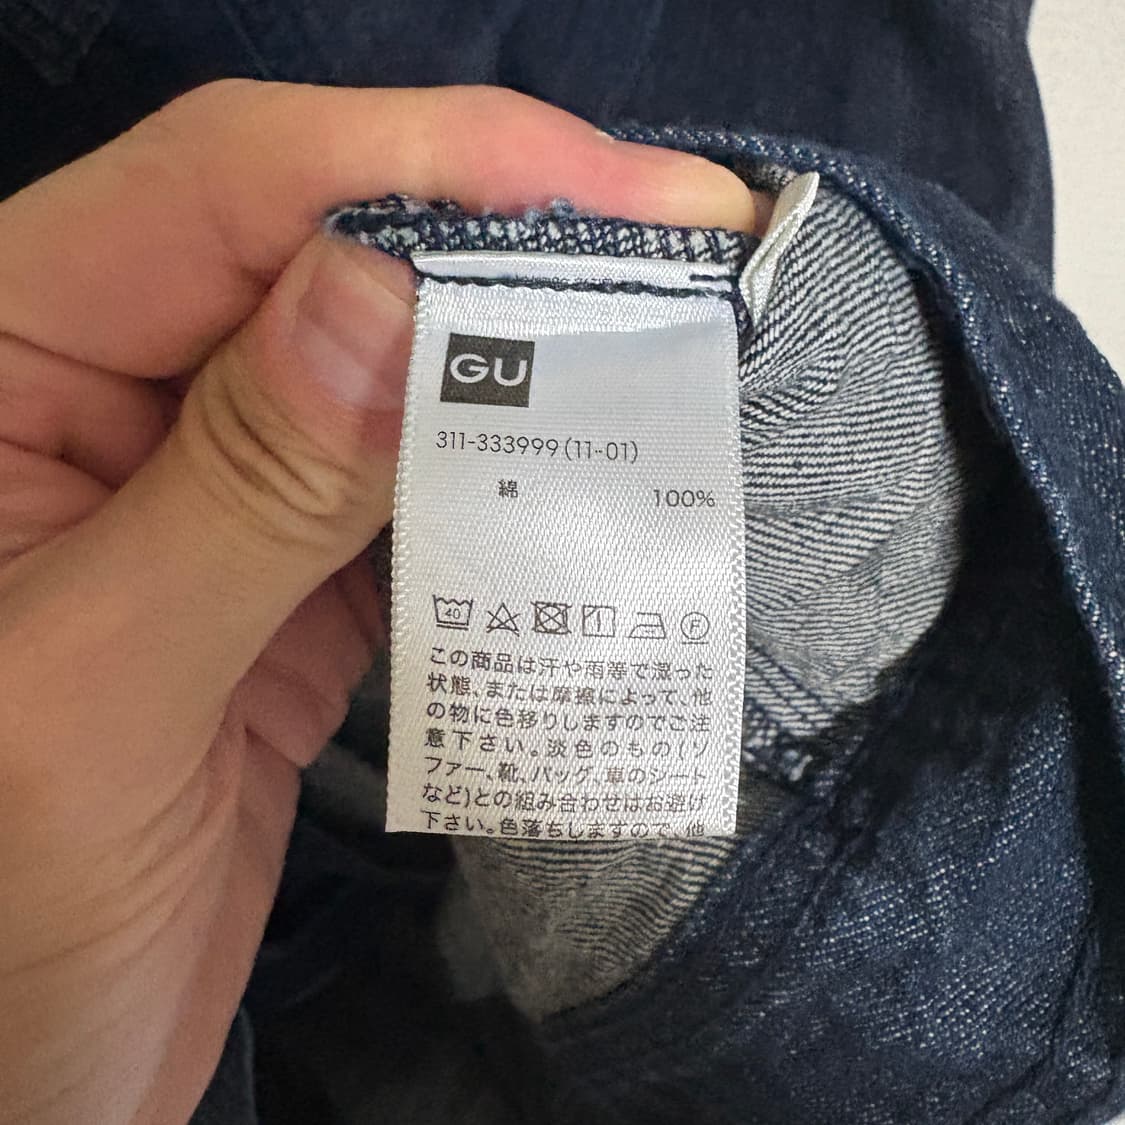 GU
311-333999(11-01)
綿 100%
40
F
この商品は汗や雨等で湿った
状態、または摩擦によって、他
の物に色移りしますのでご注
意下さい。淡色のもの(ソ
ファー、靴、バッグ、車のシート
など)との組み合わせはお避け
下さい。色落ちしますので、他